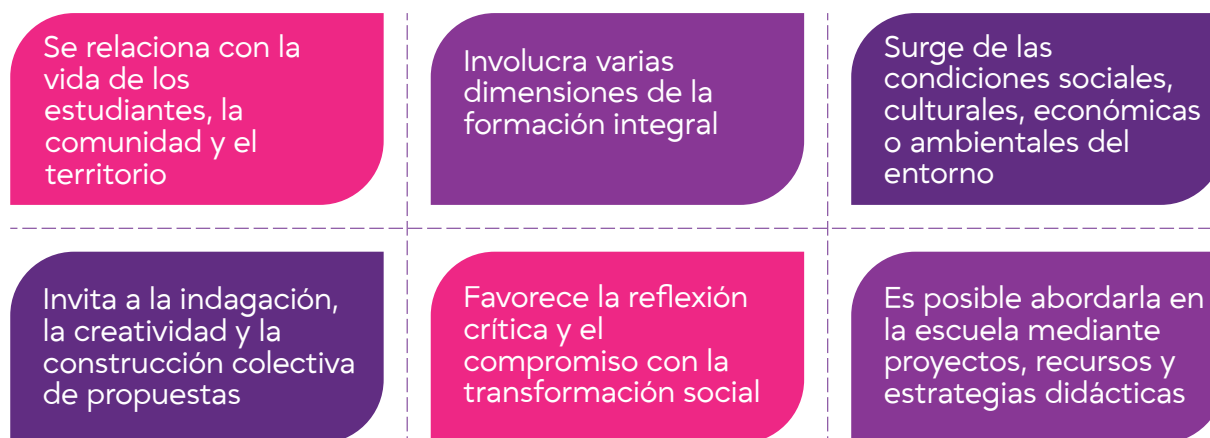 Se relaciona con la
vida de los
estudiantes, la
comunidad y el
territorio
Involucra varias
dimensiones de la
formación integral
Surge de las
condiciones sociales,
culturales, económicas
o ambientales del
entorno
Invita a la indagación,
la creatividad y la
construcción colectiva
de propuestas
Favorece la reflexión
crítica y el
compromiso con la
transformación social
Es posible abordarla en
la escuela mediante
proyectos, recursos y
estrategias didácticas